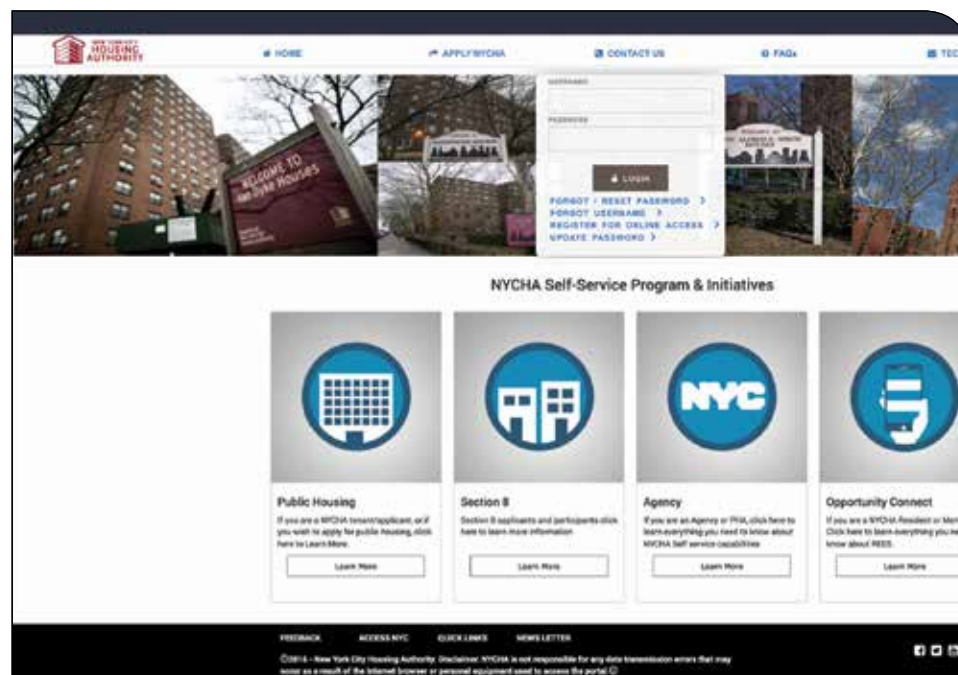 NEW YORK CITY
HOUSING
AUTHORITY
HOME
APPLY NYCHA
CONTACT US
FAQs
TEC
WELCOME TO
VAN Dyke HOUSES
USERNAME
PASSWORD
LOGIN
FORGOT / RESET PASSWORD >
FORGOT USERNAME >
REGISTER FOR ONLINE ACCESS >
UPDATE PASSWORD >
NYCHA Self-Service Program & Initiatives
NYC
Public Housing
If you are a NYCHA tenant/applicant, or if
you wish to apply for public housing, click
here to Learn More.
Learn More
Section 8
Section 8 applicants and participants click
here to learn more information
Learn More
Agency
If you are an Agency or PHA, click here to
learn everything you need to know about
NYCHA Self service capabilities
Learn More
Opportunity Connect
If you are a NYCHA Resident or Mem
Click here to learn everything you ne
know about REES.
Learn More
FEEDBACK
ACCESS NYC
QUICK LINKS
NEWS LETTER
©2016 - New York City Housing Authority. Disclaimer: NYCHA is not responsible for any data transmission errors that may
occur as a result of the internet browser or personal equipment used to access the portal